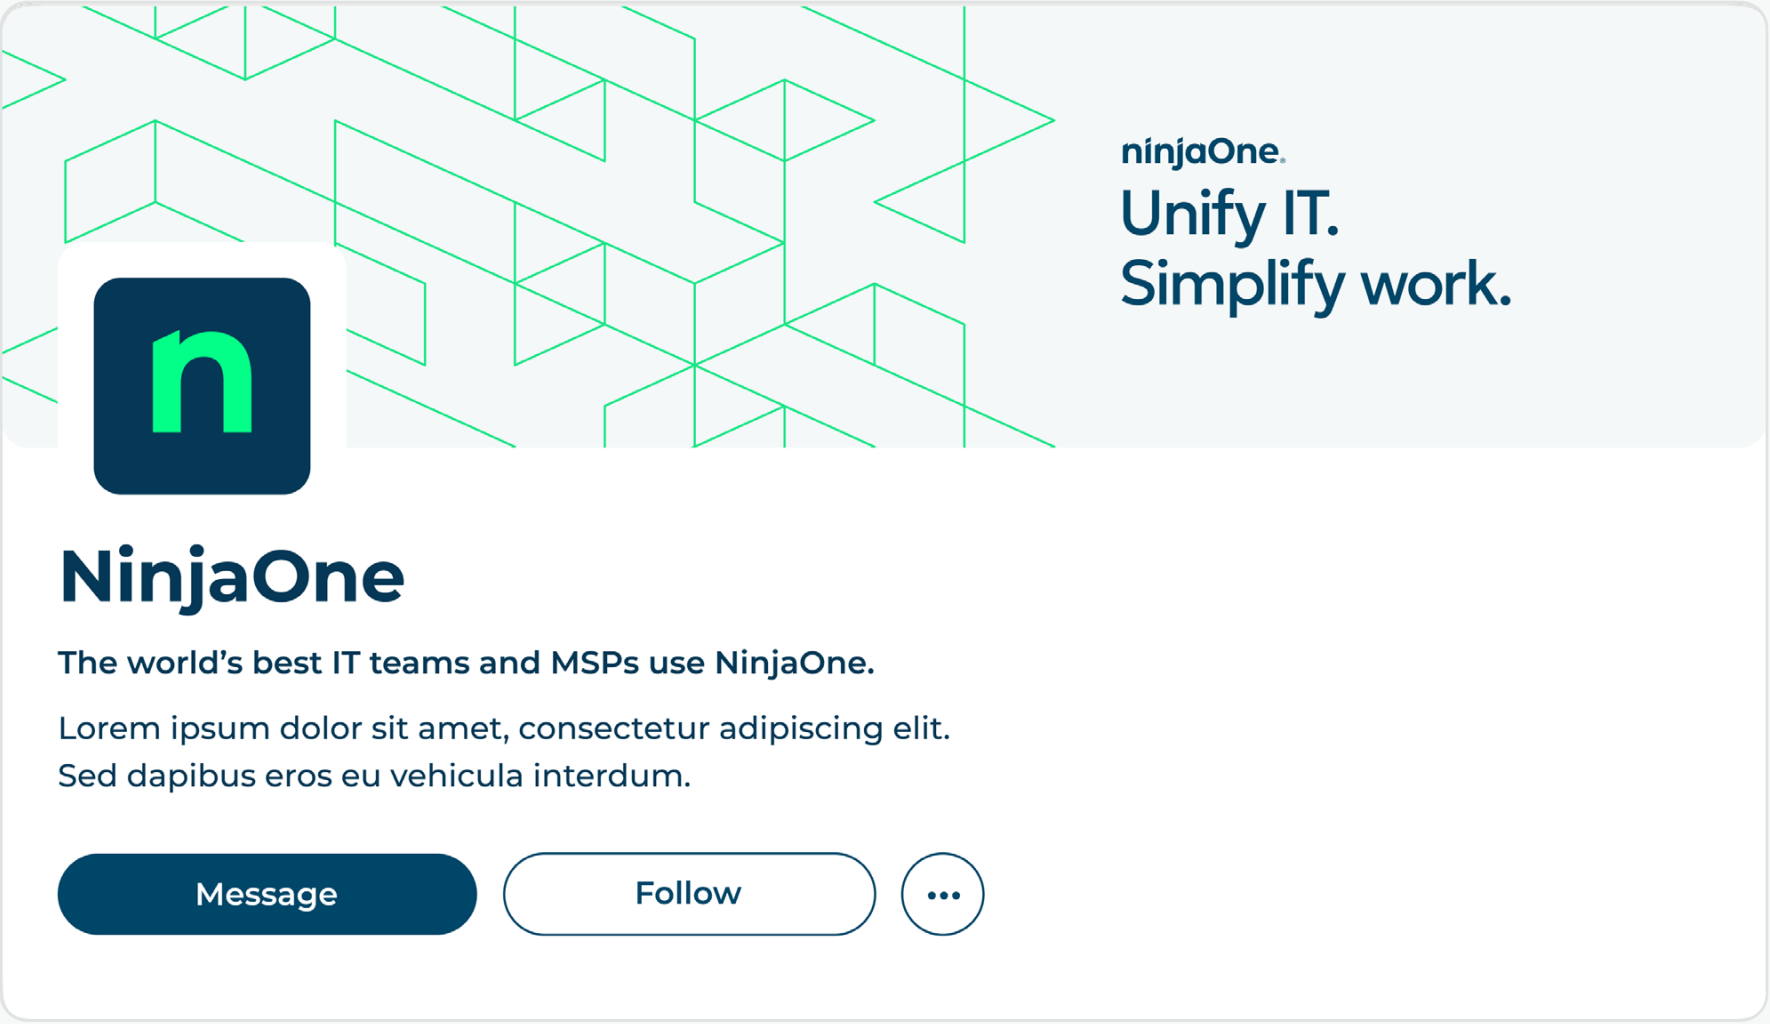 ninjaOne®
Unify IT.
Simplify work.
n
NinjaOne
The world’s best IT teams and MSPs use NinjaOne.
Lorem ipsum dolor sit amet, consectetur adipiscing elit.
Sed dapibus eros eu vehicula interdum.
Message
Follow